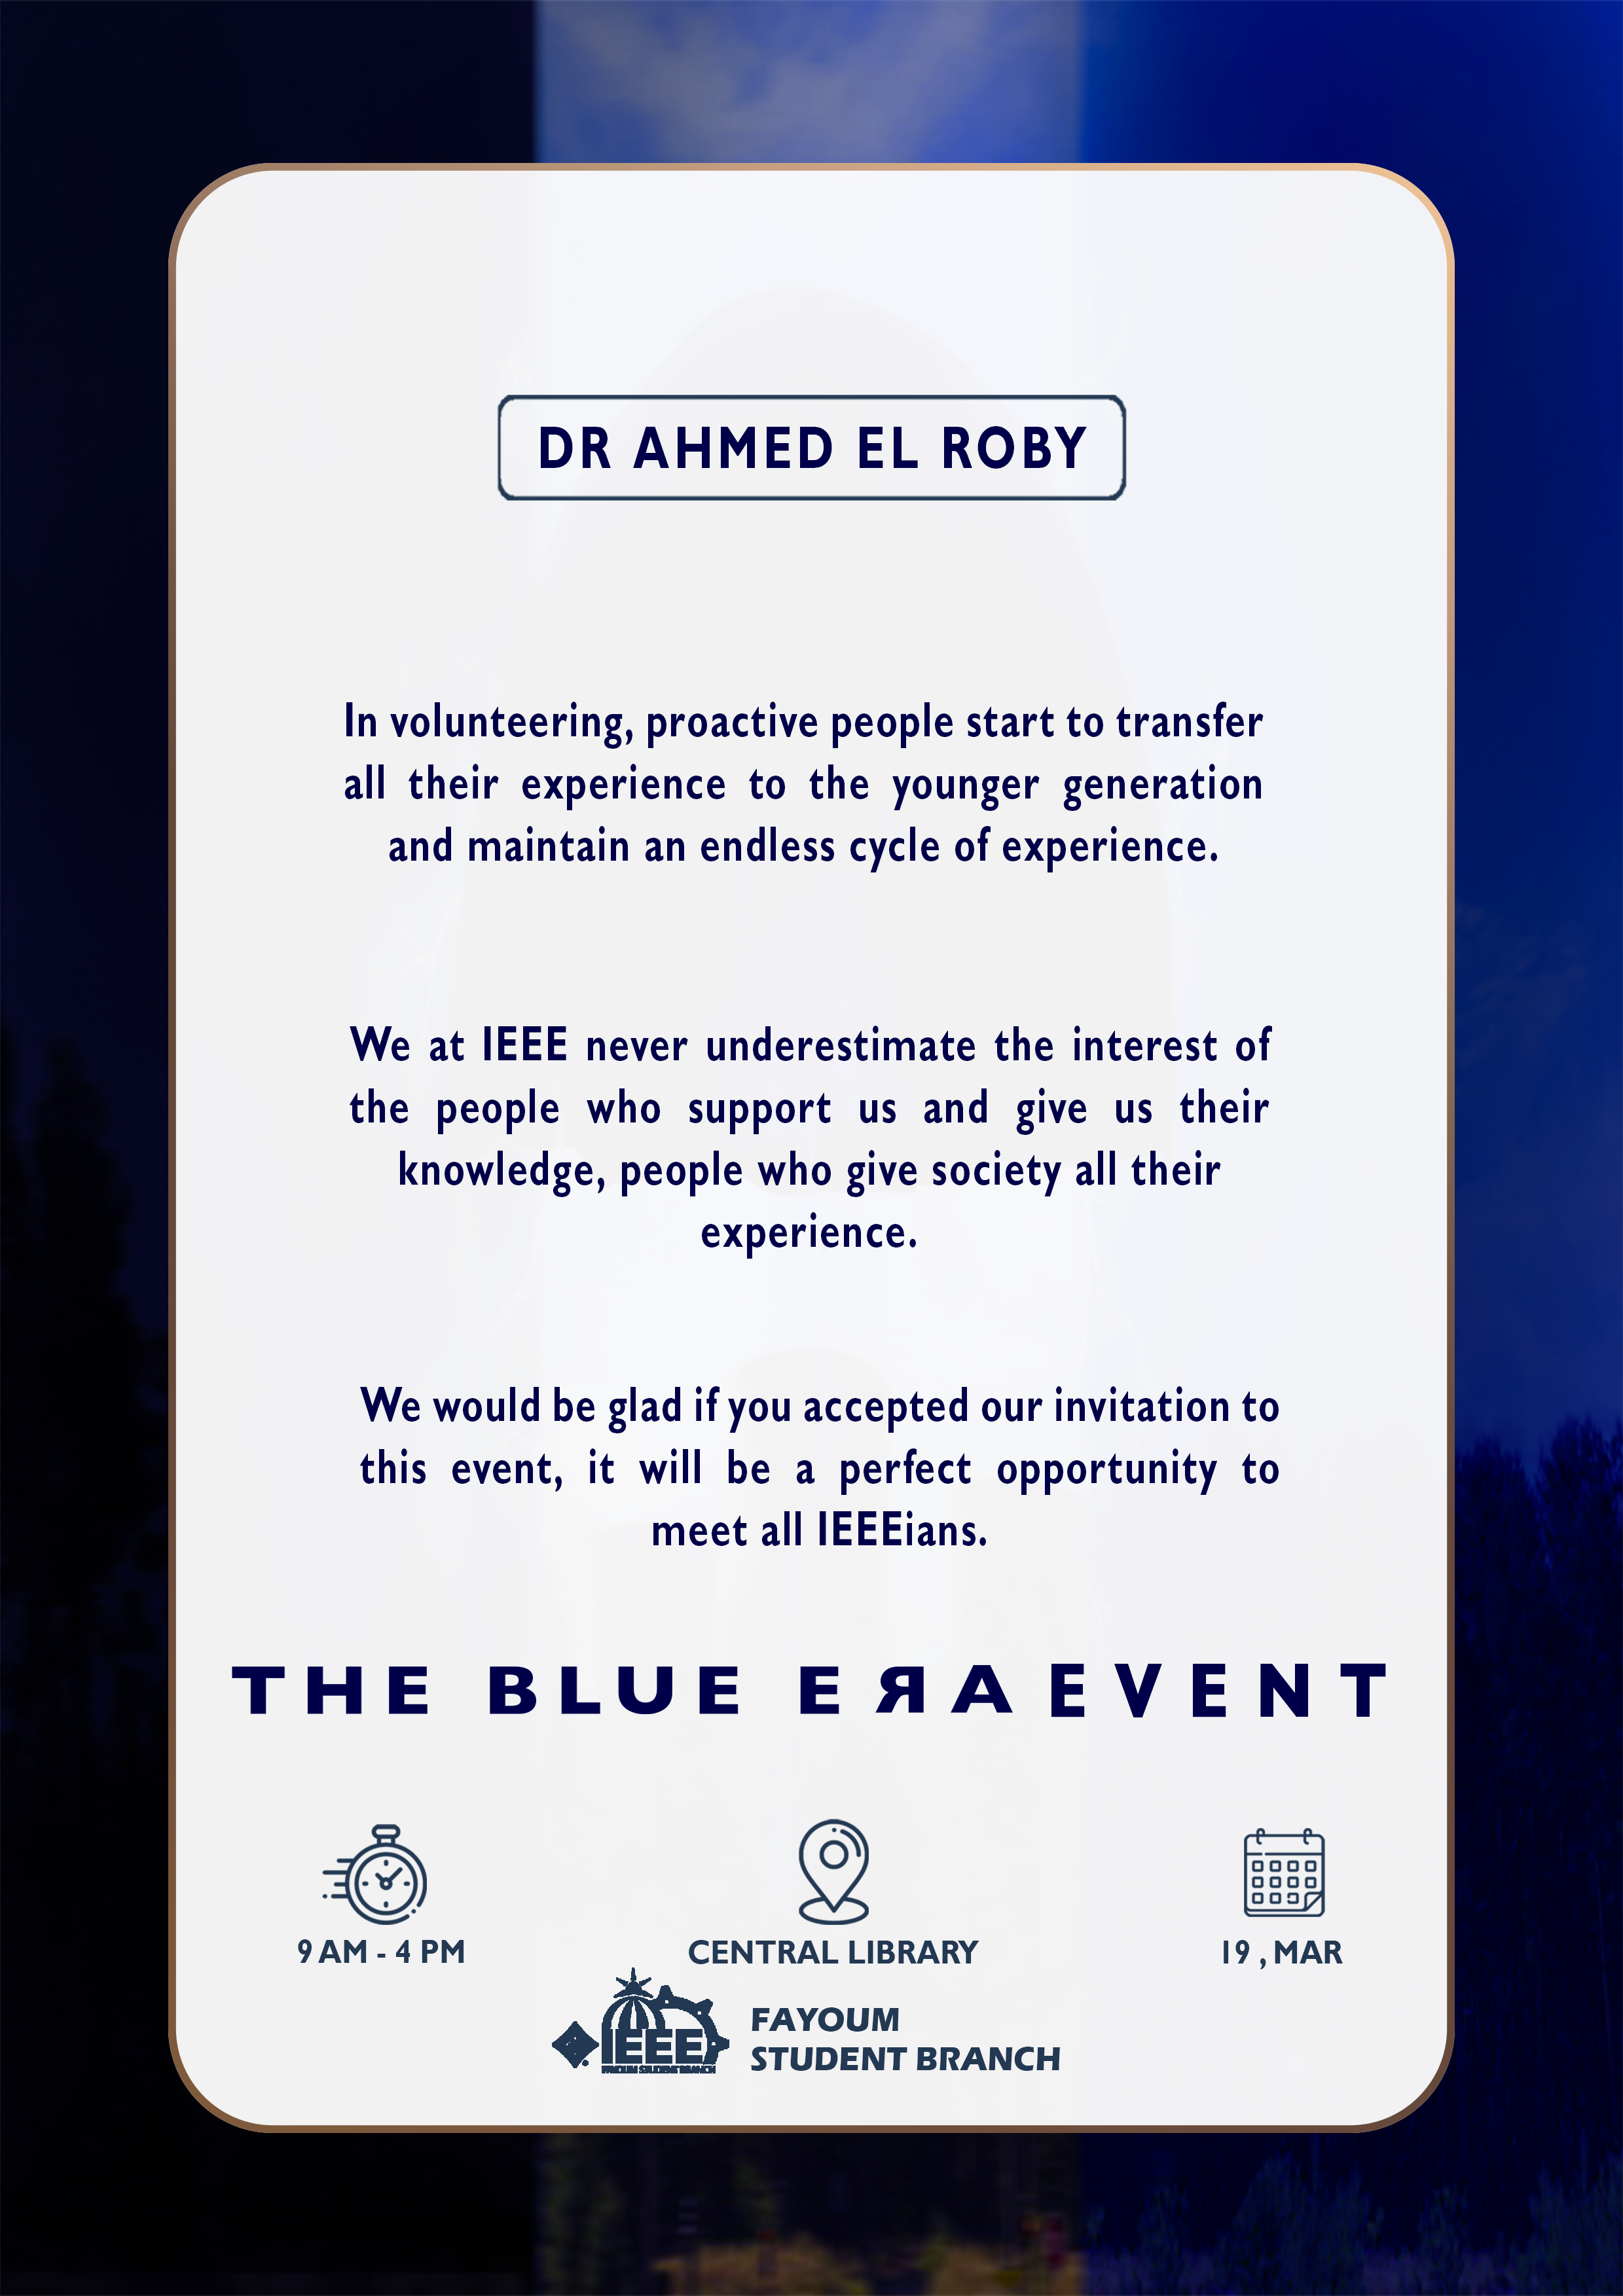 DR AHMED EL ROBY
In volunteering, proactive people start to transfer
all their experience to the younger generation
and maintain an endless cycle of experience.
We at IEEE never underestimate the interest of
the people who support us and give us their
knowledge, people who give society all their
experience.
We would be glad if you accepted our invitation to
this event, it will be a perfect opportunity to
meet all IEEEians.
THE BLUE EЯA EVENT
9 AM - 4 PM
CENTRAL LIBRARY
19 , MAR
IEEE
FAYOUM STUDENT BRANCH
FAYOUM
STUDENT BRANCH